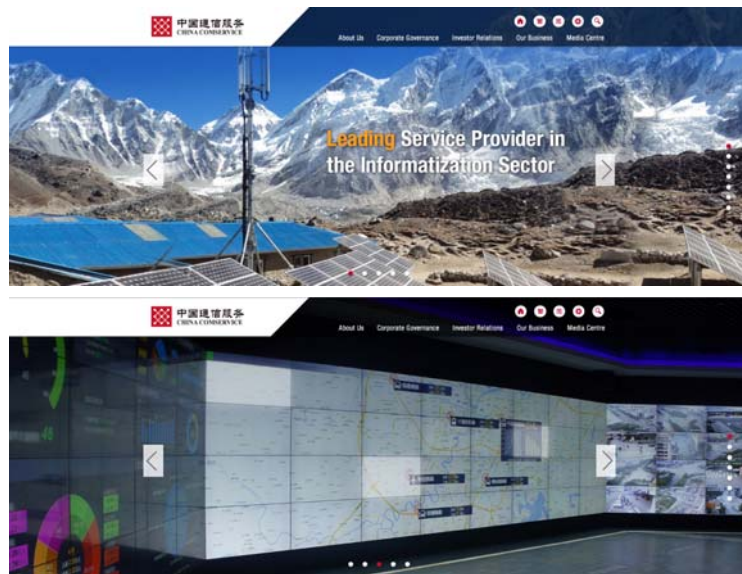 中国通信服务
CHINA COMSERVICE
About Us Corporate Governance Investor Relations Our Business Media Centre
Leading Service Provider in
the Informatization Sector
中国通信服务
CHINA COMSERVICE
About Us Corporate Governance Investor Relations Our Business Media Centre